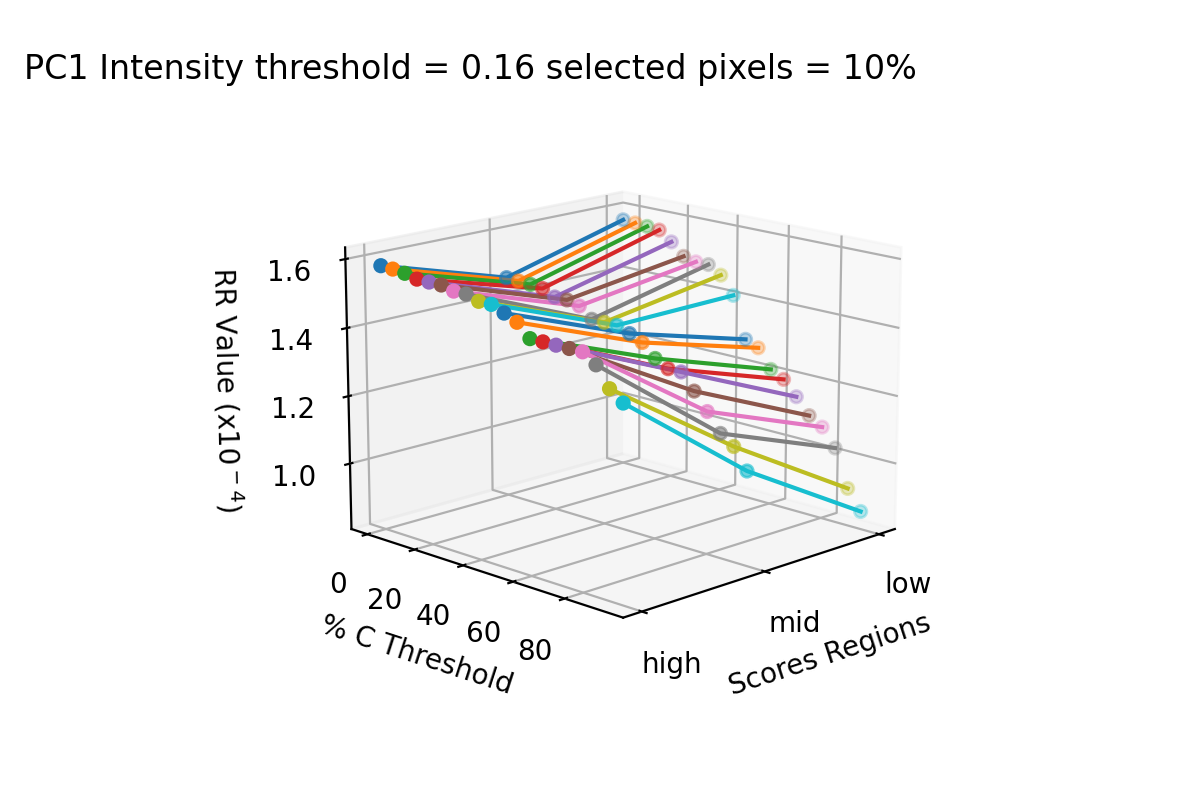 PC1 Intensity threshold = 0.16 selected pixels = 10%
RR Value (x10⁻⁴)
1.6
1.4
1.2
1.0
0
20
40
60
80
% C Threshold
high
mid
low
Scores Regions